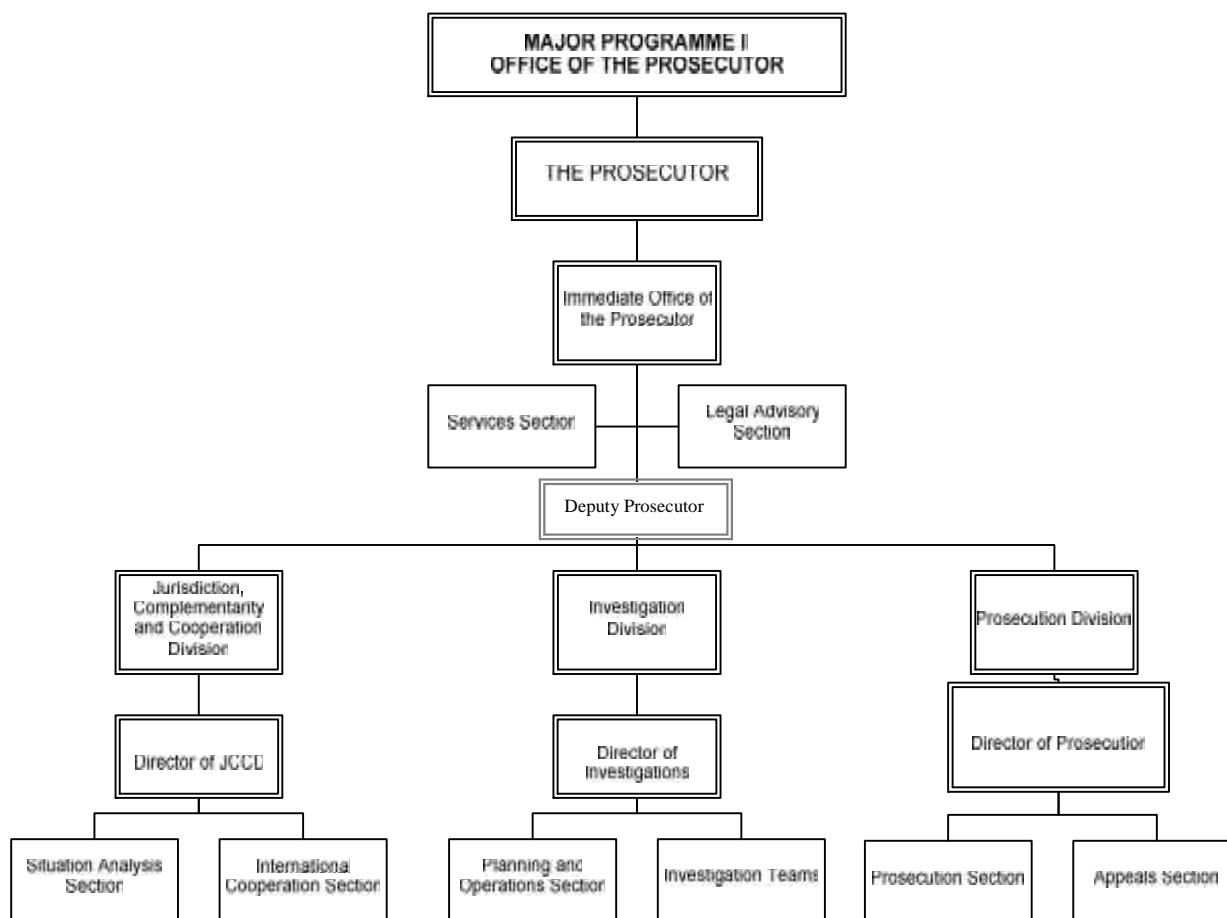 MAJOR PROGRAMME II
OFFICE OF THE PROSECUTOR
THE PROSECUTOR
Immediate Office of
the Prosecutor
Services Section
Legal Advisory
Section
Deputy Prosecutor
Jurisdiction,
Complementarity
and Cooperation
Division
Investigation
Division
Prosecution Division
Director of JCCD
Director of
Investigations
Director of Prosecution
Situation Analysis
Section
International
Cooperation Section
Planning and
Operations Section
Investigation Teams
Prosecution Section
Appeals Section